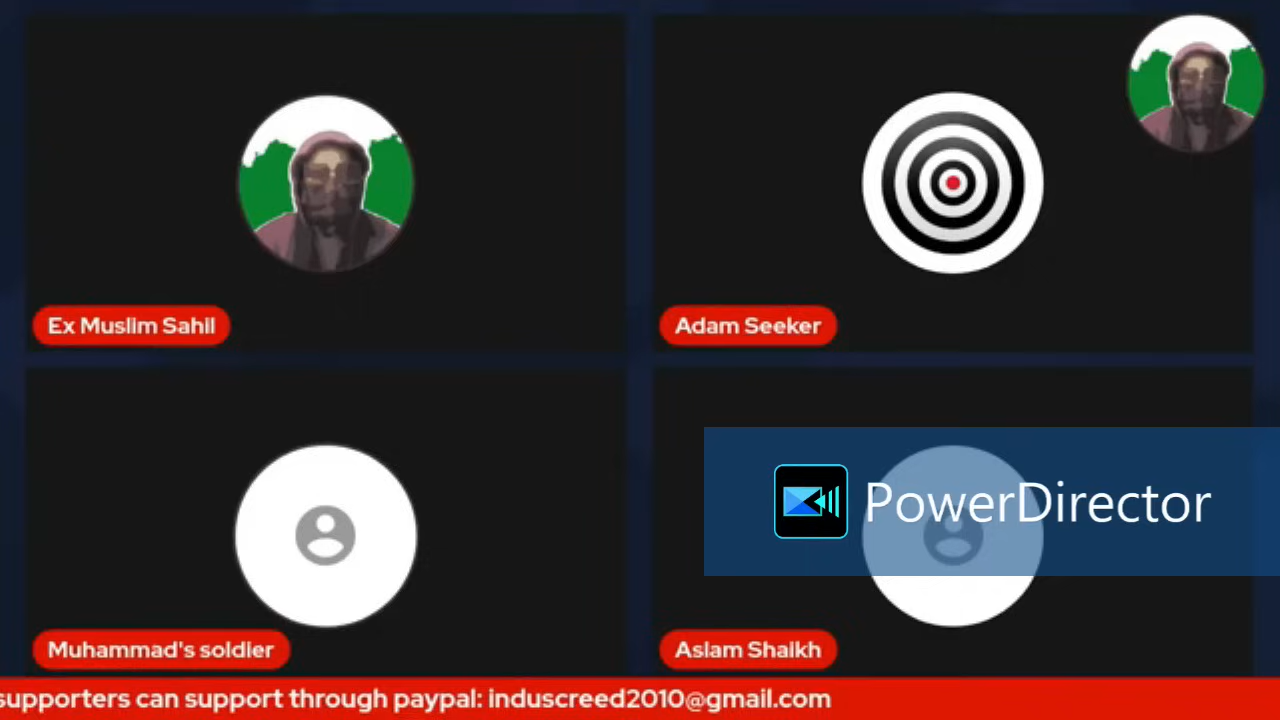 Ex Muslim Sahil
Adam Seeker
PowerDirector
Muhammad's soldier
Aslam Shaikh
supporters can support through paypal: induscreed2010@gmail.com